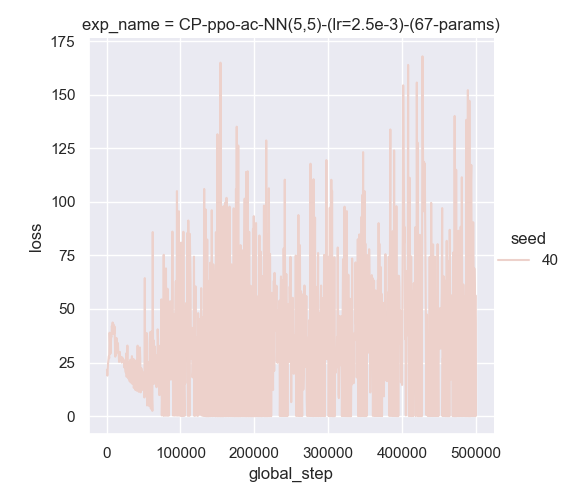 exp_name = CP-ppo-ac-NN(5,5)-(lr=2.5e-3)-(67-params)
175
150
125
100
75
50
25
0
loss
seed
40
0 100000 200000 300000 400000 500000
global_step